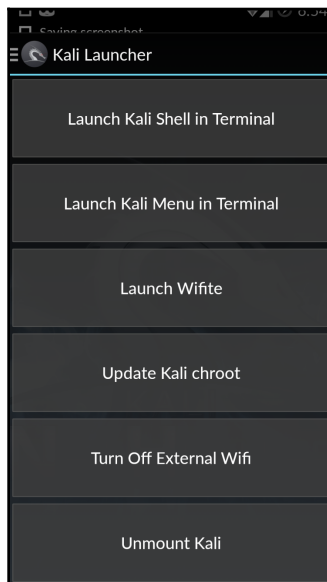 Saving screenshot
Kali Launcher
Launch Kali Shell in Terminal
Launch Kali Menu in Terminal
Launch Wifite
Update Kali chroot
Turn Off External Wifi
Unmount Kali